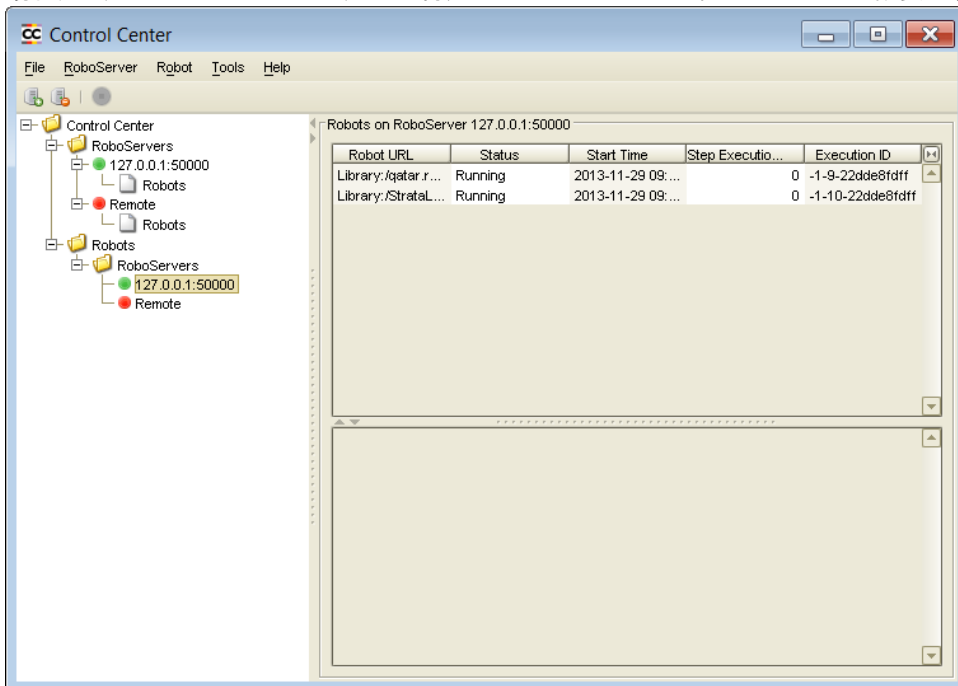 CC Control Center
File RoboServer Robot Tools Help
Control Center
RoboServers
127.0.0.1:50000
Robots
Remote
Robots
Robots
RoboServers
127.0.0.1:50000
Remote
Robots on RoboServer 127.0.0.1:50000
Robot URL Status Start Time Step Executio... Execution ID
Library:/qatar.r... Running 2013-11-29 09:... 0 -1-9-22dde8fdff
Library:/StrataL... Running 2013-11-29 09:... 0 -1-10-22dde8fdff